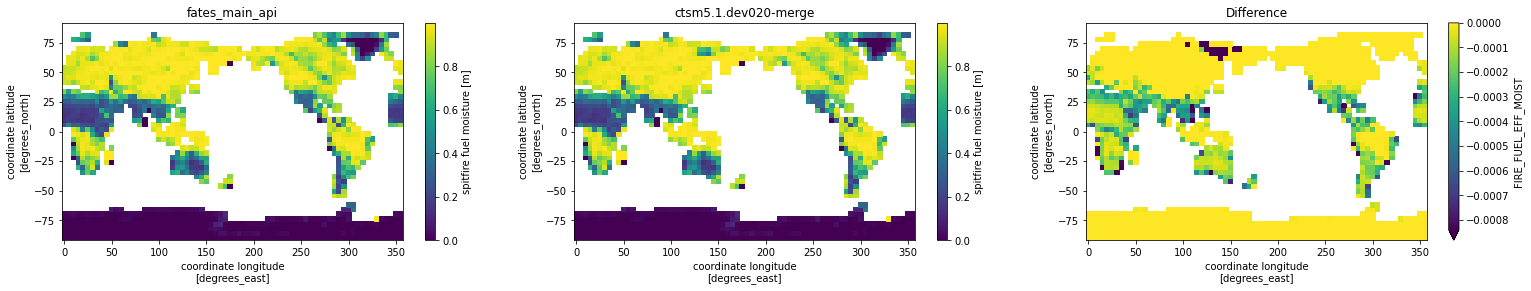 fates_main_api
75
50
25
0
−25
−50
−75
coordinate latitude
[degrees_north]
0 50 100 150 200 250 300 350
coordinate longitude
[degrees_east]
0.8
0.6
0.4
0.2
0.0
spitfire fuel moisture [m]
ctsm5.1.dev020-merge
75
50
25
0
−25
−50
−75
coordinate latitude
[degrees_north]
0 50 100 150 200 250 300 350
coordinate longitude
[degrees_east]
0.8
0.6
0.4
0.2
0.0
spitfire fuel moisture [m]
Difference
75
50
25
0
−25
−50
−75
coordinate latitude
[degrees_north]
0 50 100 150 200 250 300 350
coordinate longitude
[degrees_east]
0.0000
−0.0001
−0.0002
−0.0003
−0.0004
−0.0005
−0.0006
−0.0007
−0.0008
FIRE_FUEL_EFF_MOIST